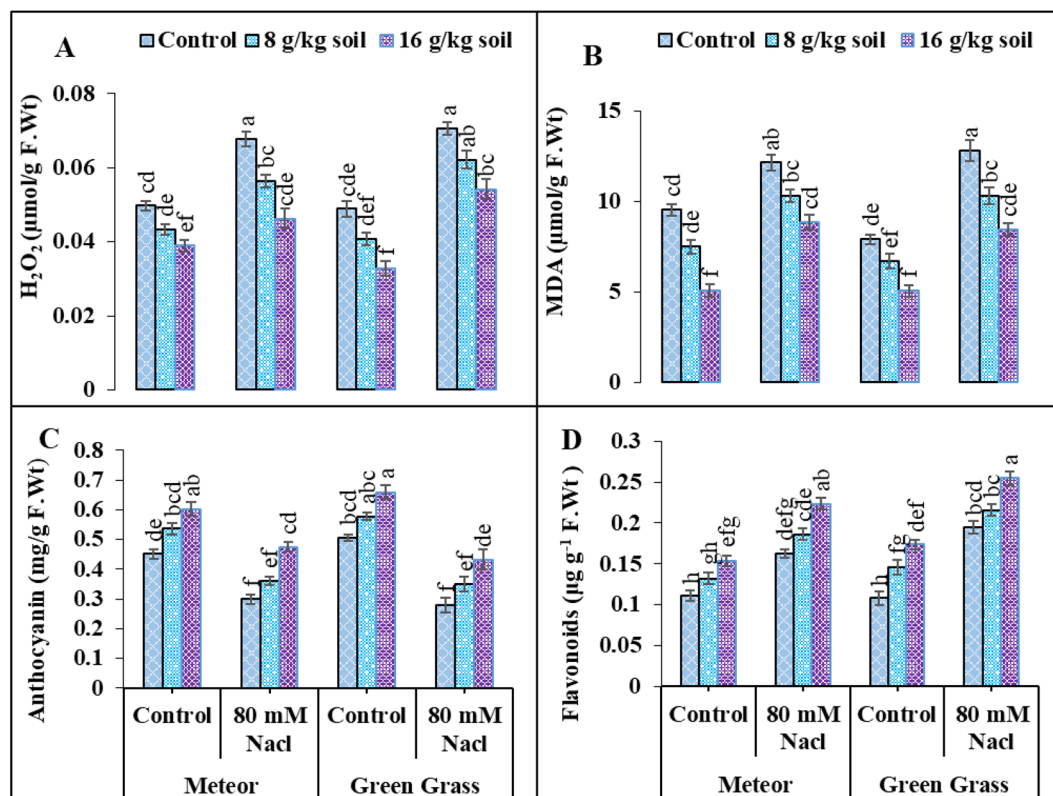 A
Control 8 g/kg soil 16 g/kg soil
H₂O₂ (µmol/g F.Wt)
0.08
0.06
0.04
0.02
0
cd de ef a bc cde cde def f a ab bc
B
Control 8 g/kg soil 16 g/kg soil
MDA (µmol/g F.Wt)
15
10
5
0
cd de f ab bc cd de ef f a bc cde
C
Anthocyanin (mg/g F.Wt)
0.8
0.7
0.6
0.5
0.4
0.3
0.2
0.1
0
de bcd ab f ef cd bcd abc a f ef de
Control 80 mM Nacl Control 80 mM Nacl
Meteor Green Grass
D
Flavonoids (µg g⁻¹ F.Wt )
0.3
0.25
0.2
0.15
0.1
0.05
0
h gh efg defg cde ab h fg def bcd bc a
Control 80 mM Nacl Control 80 mM Nacl
Meteor Green Grass